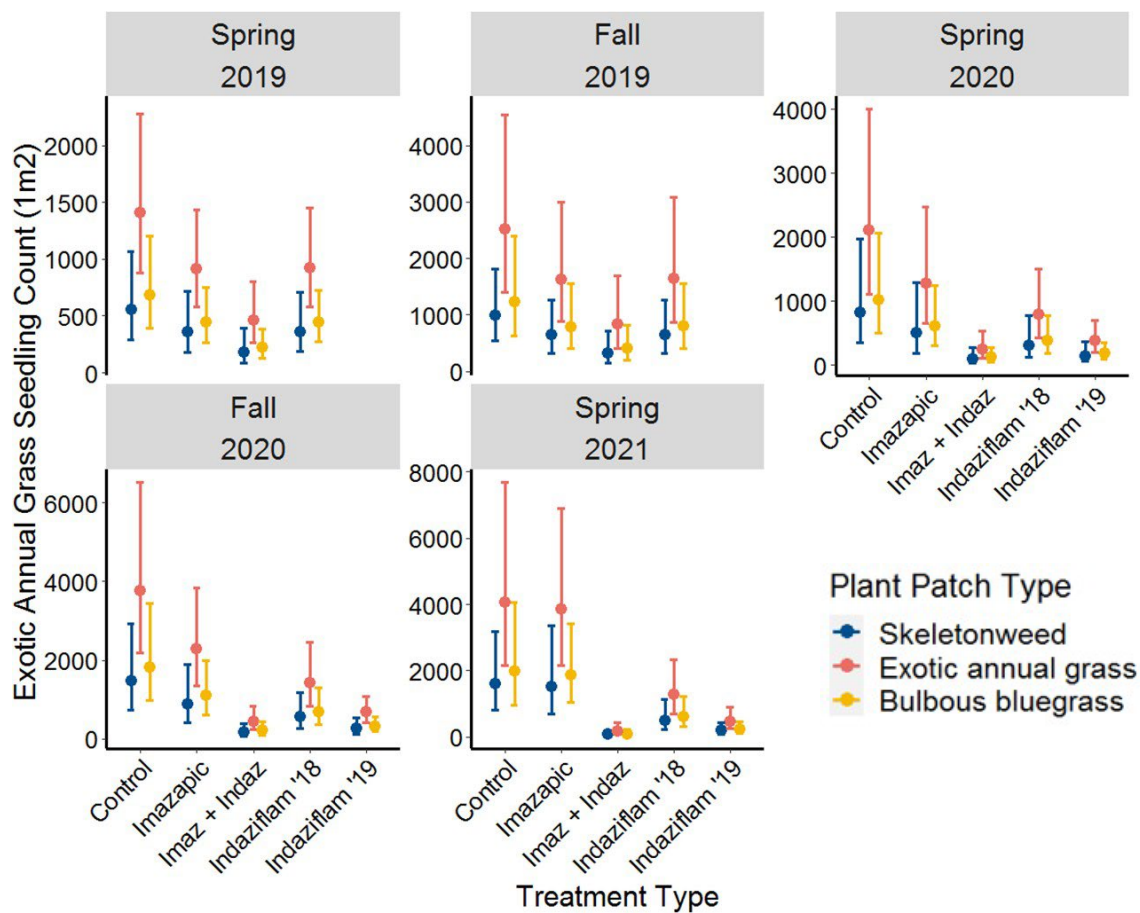 Spring
2019
Fall
2019
Spring
2020
Exotic Annual Grass Seedling Count (1m2)
2000
1500
1000
500
0
4000
3000
2000
1000
0
4000
3000
2000
1000
0
Control
Imazapic
Imaz + Indaz
Indaziflam '18
Indaziflam '19
Fall
2020
Spring
2021
6000
4000
2000
0
8000
6000
4000
2000
0
Control
Imazapic
Imaz + Indaz
Indaziflam '18
Indaziflam '19
Control
Imazapic
Imaz + Indaz
Indaziflam '18
Indaziflam '19
Treatment Type
Plant Patch Type
Skeletonweed
Exotic annual grass
Bulbous bluegrass